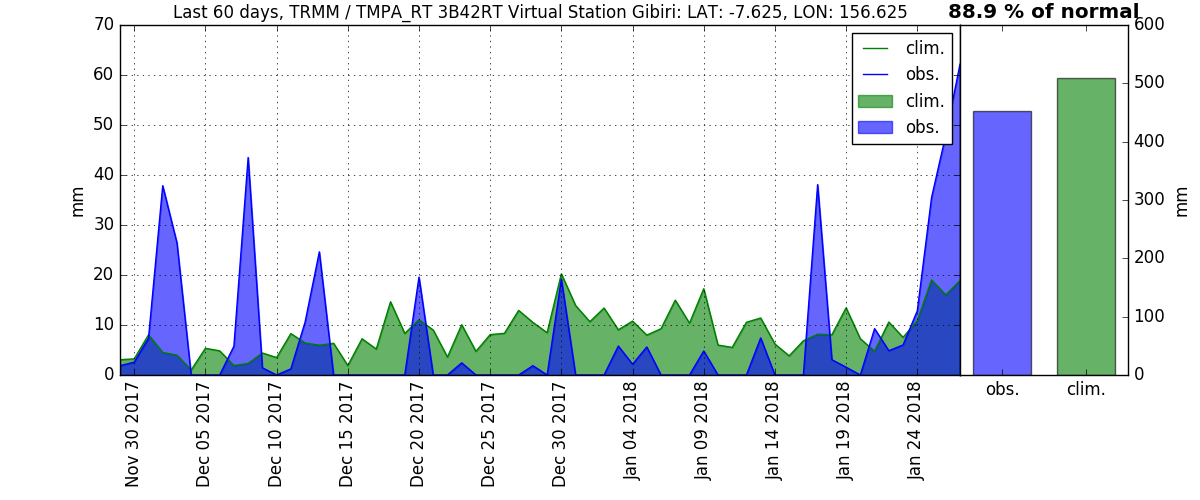 Last 60 days, TRMM / TMPA_RT 3B42RT Virtual Station Gibiri: LAT: -7.625, LON: 156.625
88.9 % of normal
70
60
50
40
30
20
10
0
mm
clim.
obs.
clim.
obs.
600
500
400
300
200
100
0
mm
obs.
clim.
Nov 30 2017
Dec 05 2017
Dec 10 2017
Dec 15 2017
Dec 20 2017
Dec 25 2017
Dec 30 2017
Jan 04 2018
Jan 09 2018
Jan 14 2018
Jan 19 2018
Jan 24 2018